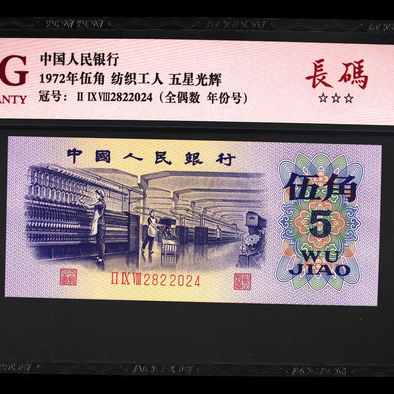 G
ANTY
中国人民银行
1972年伍角 纺织工人 五星光辉
冠号: II IX VIII 2822024 (全偶数 年份号)
長碼
☆☆☆
中國人民銀行
伍角
5
WU
JIAO
II IX VIII 2822024